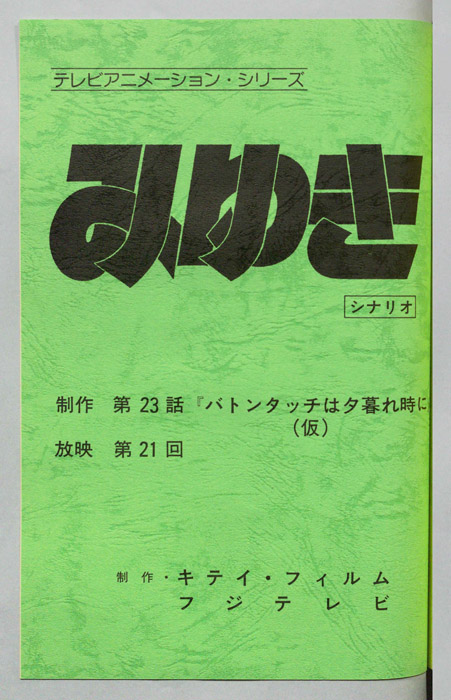 テレビアニメーション・シリーズ
みゆき
シナリオ
制作 第23話『バトンタッチは夕暮れ時に
(仮)
放映 第21回
制作・キティ・フィルム
フジテレビ